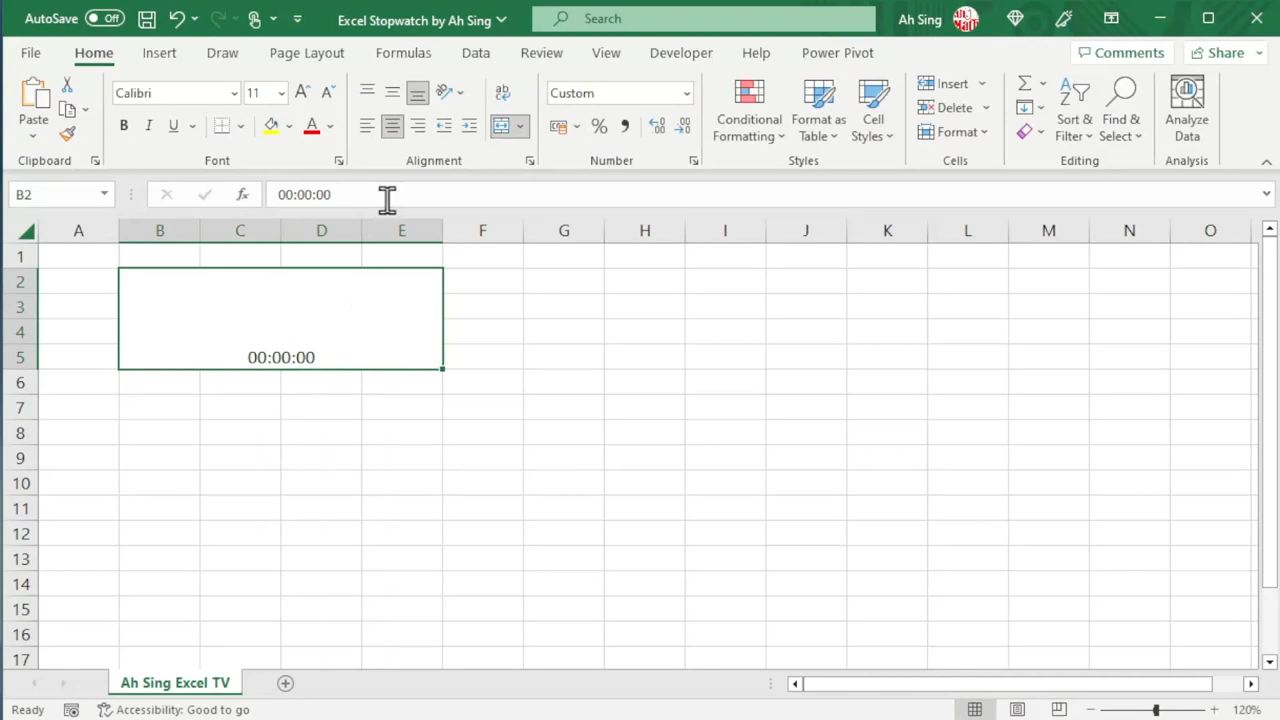 AutoSave Off Excel Stopwatch by Ah Sing Search Ah Sing
File Home Insert Draw Page Layout Formulas Data Review View Developer Help Power Pivot Comments Share
Paste Calibri 11 A A ab Custom Conditional Formatting Format as Table Cell Styles Insert Delete Format Sort & Filter Find & Select Analyze Data
B I U A % ,
Clipboard Font Alignment Number Styles Cells Editing Analysis
B2 fx 00:00:00
A B C D E F G H I J K L M N O
1
2
3
4
5 00:00:00
6
7
8
9
10
11
12
13
14
15
16
17
Ah Sing Excel TV
Ready Accessibility: Good to go 120%